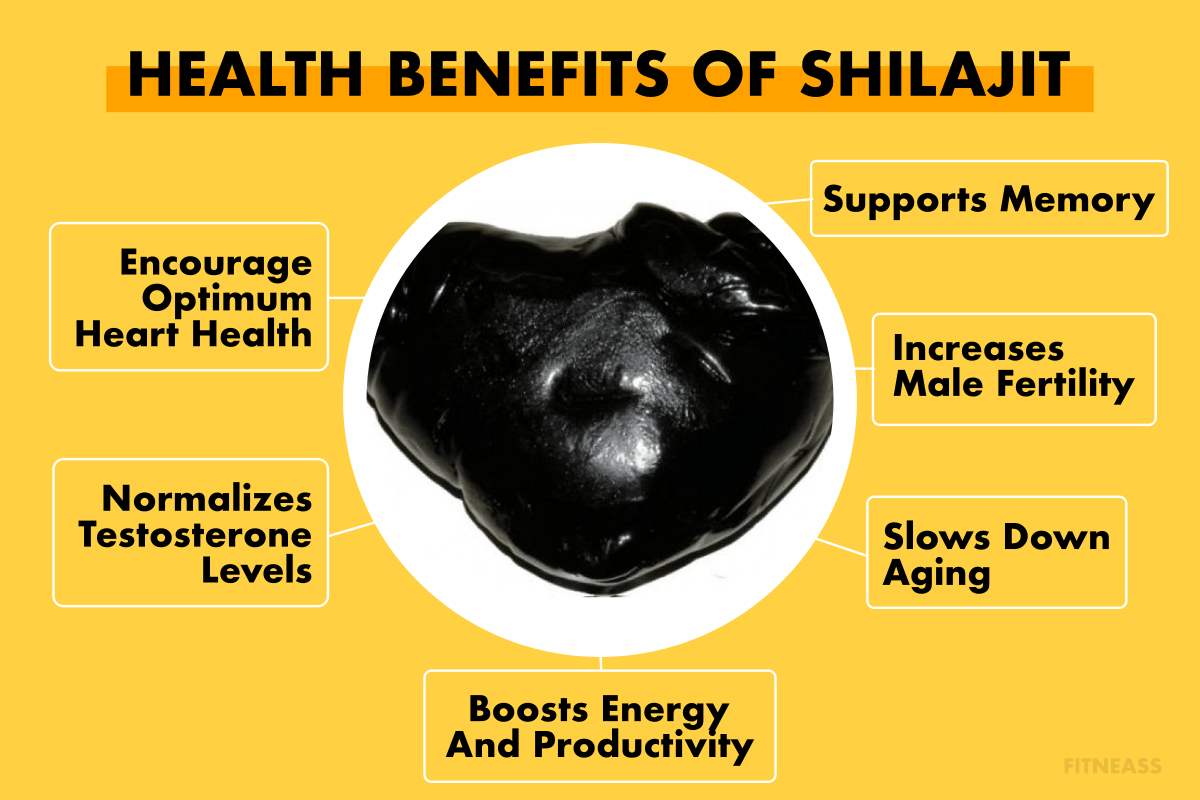 HEALTH BENEFITS OF SHILAJIT
Supports Memory
Encourage
Optimum
Heart Health
Increases
Male Fertility
Normalizes
Testosterone
Levels
Slows Down
Aging
Boosts Energy
And Productivity
FITNEASS